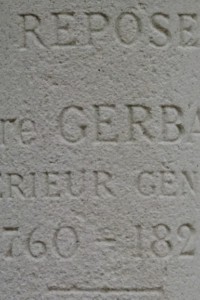 REPOSE
re GERBA
ÉRIEUR GÉN
760 - 182